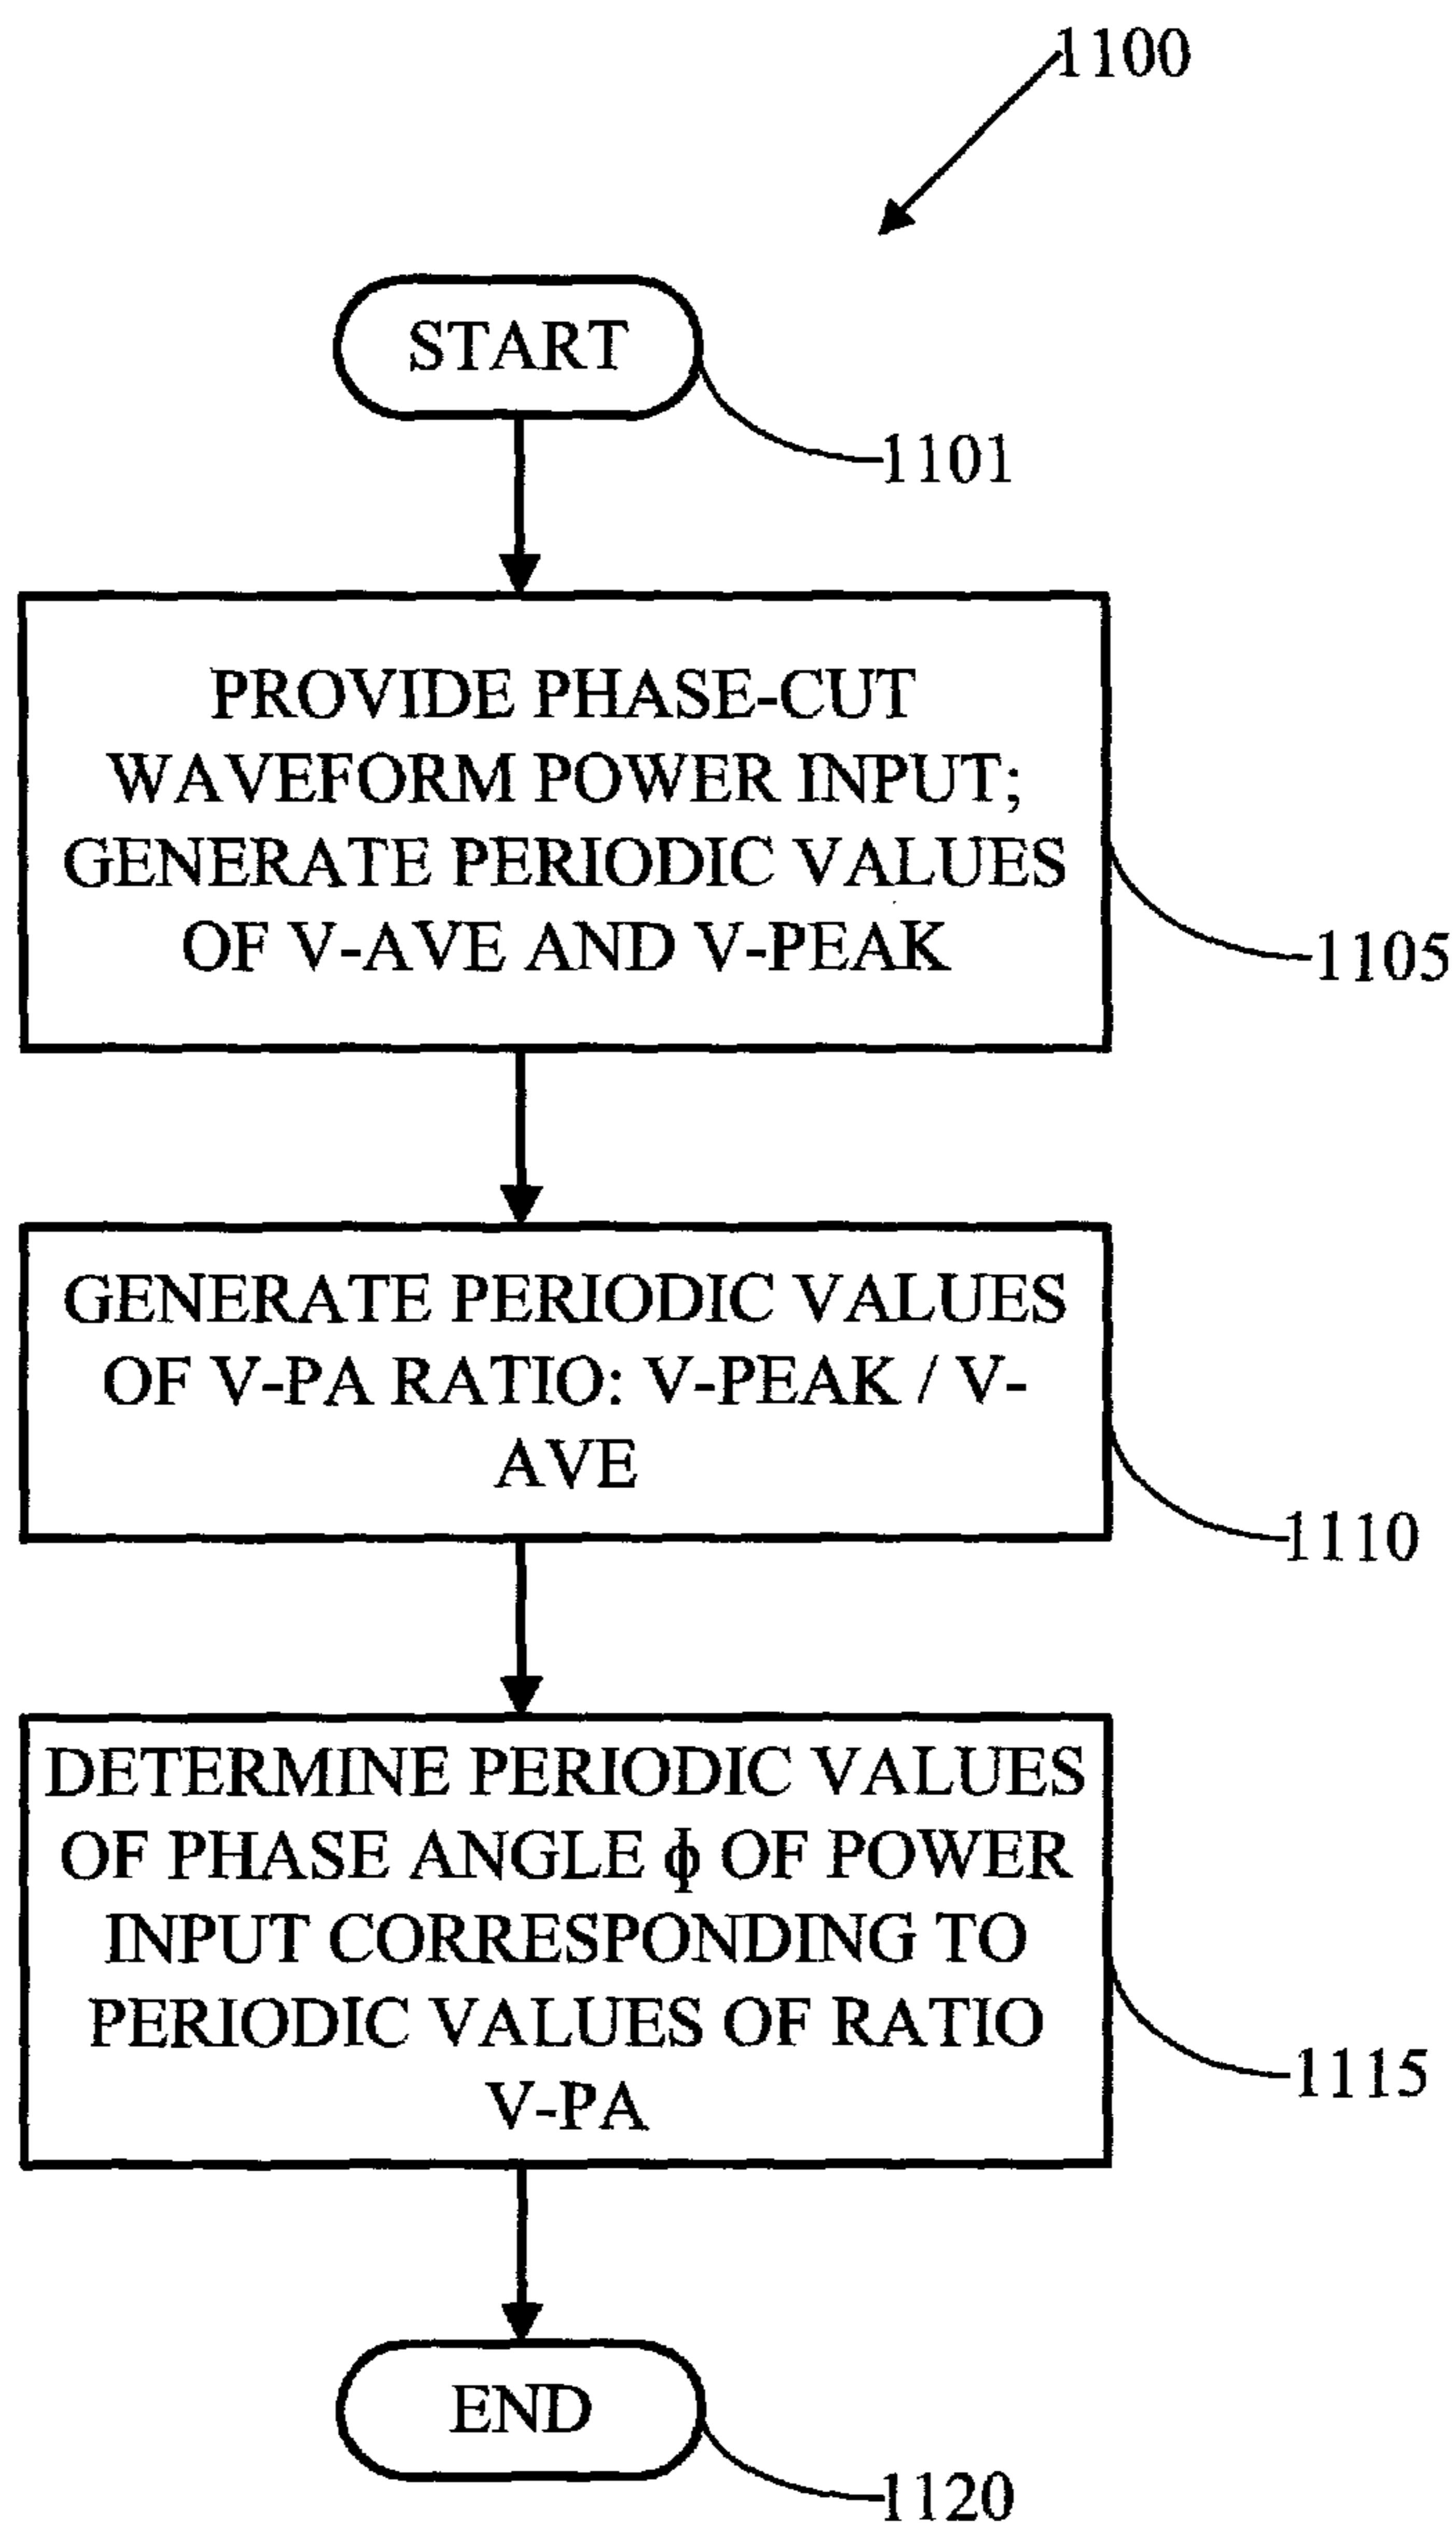 1100
START
1101
PROVIDE PHASE-CUT
WAVEFORM POWER INPUT;
GENERATE PERIODIC VALUES
OF V-AVE AND V-PEAK
1105
GENERATE PERIODIC VALUES
OF V-PA RATIO: V-PEAK / V-
AVE
1110
DETERMINE PERIODIC VALUES
OF PHASE ANGLE ϕ OF POWER
INPUT CORRESPONDING TO
PERIODIC VALUES OF RATIO
V-PA
1115
END
1120